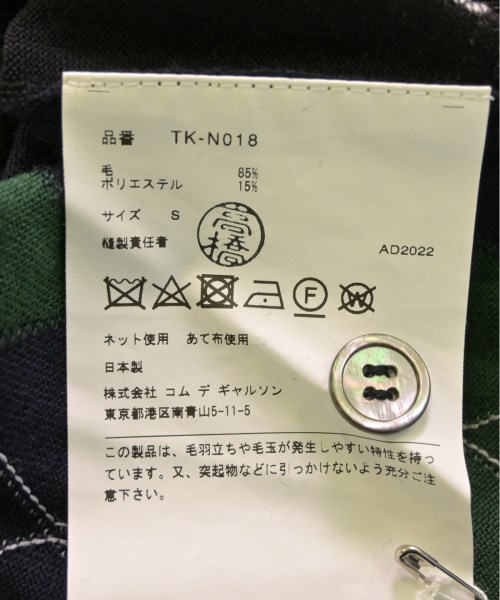 品番 TK-N018
毛 85%
ポリエステル 15%
サイズ S
髙橋
縫製責任者
AD2022
F W
ネット使用 あて布使用
日本製
株式会社 コム デ ギャルソン
東京都港区南青山5-11-5
この製品は、毛羽立ちや毛玉が発生しやすい特性を持っ
ています。又、突起物などに引っかけないよう充分ご注
意下さい。